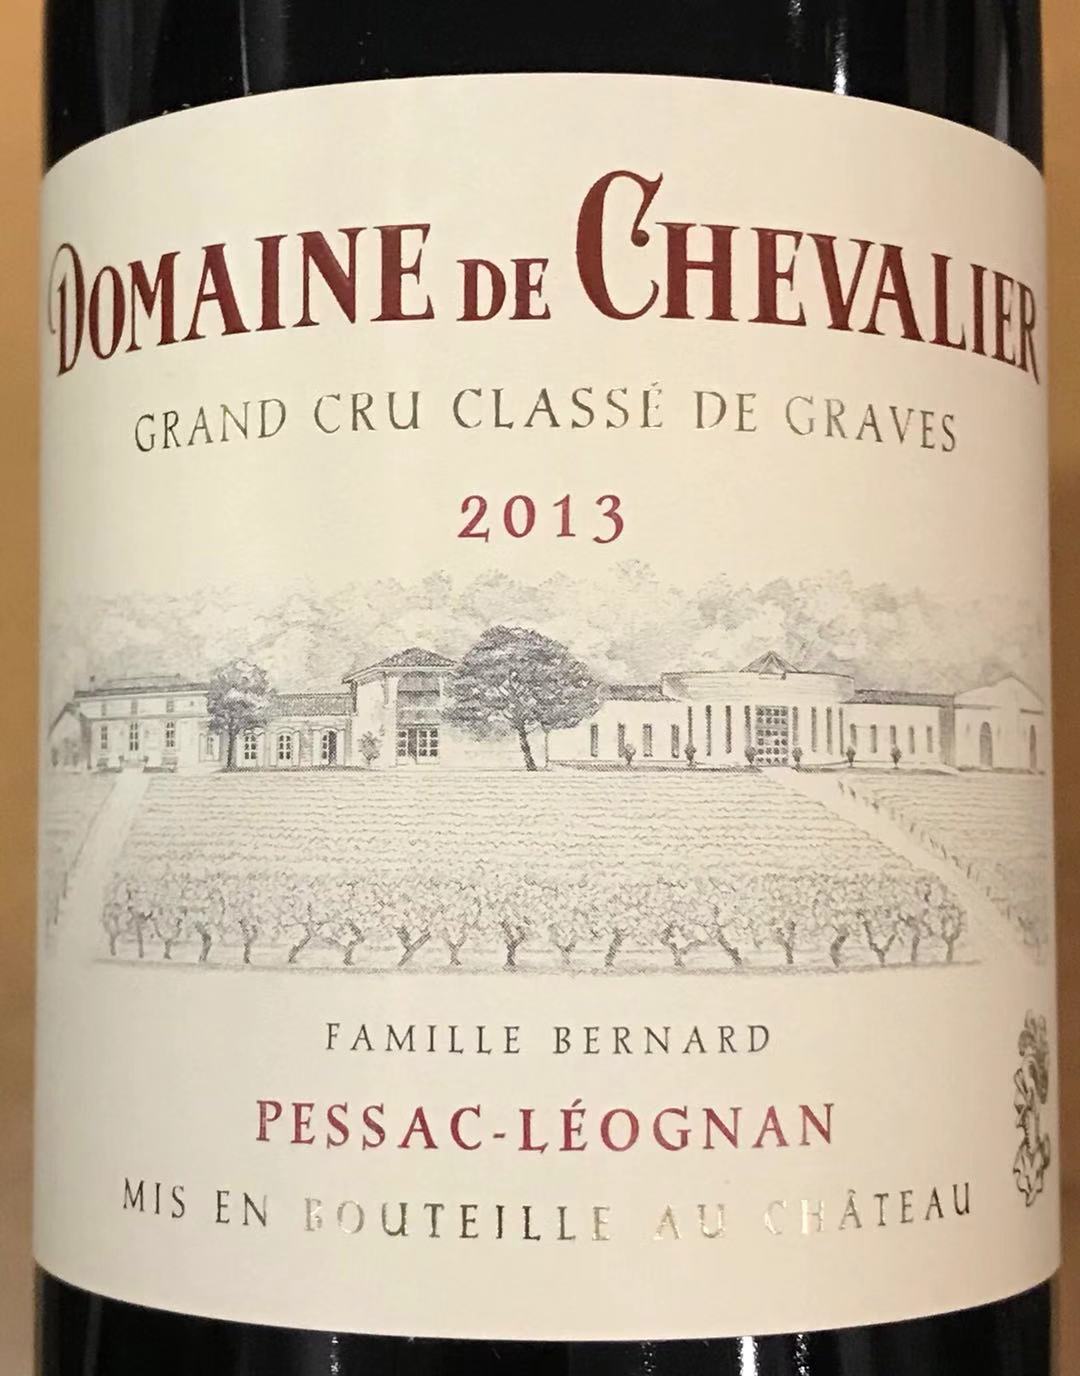 DOMAINE DE CHEVALIER
GRAND CRU CLASSÉ DE GRAVES
2013
FAMILLE BERNARD
PESSAC-LÉOGNAN
MIS EN BOUTEILLE AU CHÂTEAU